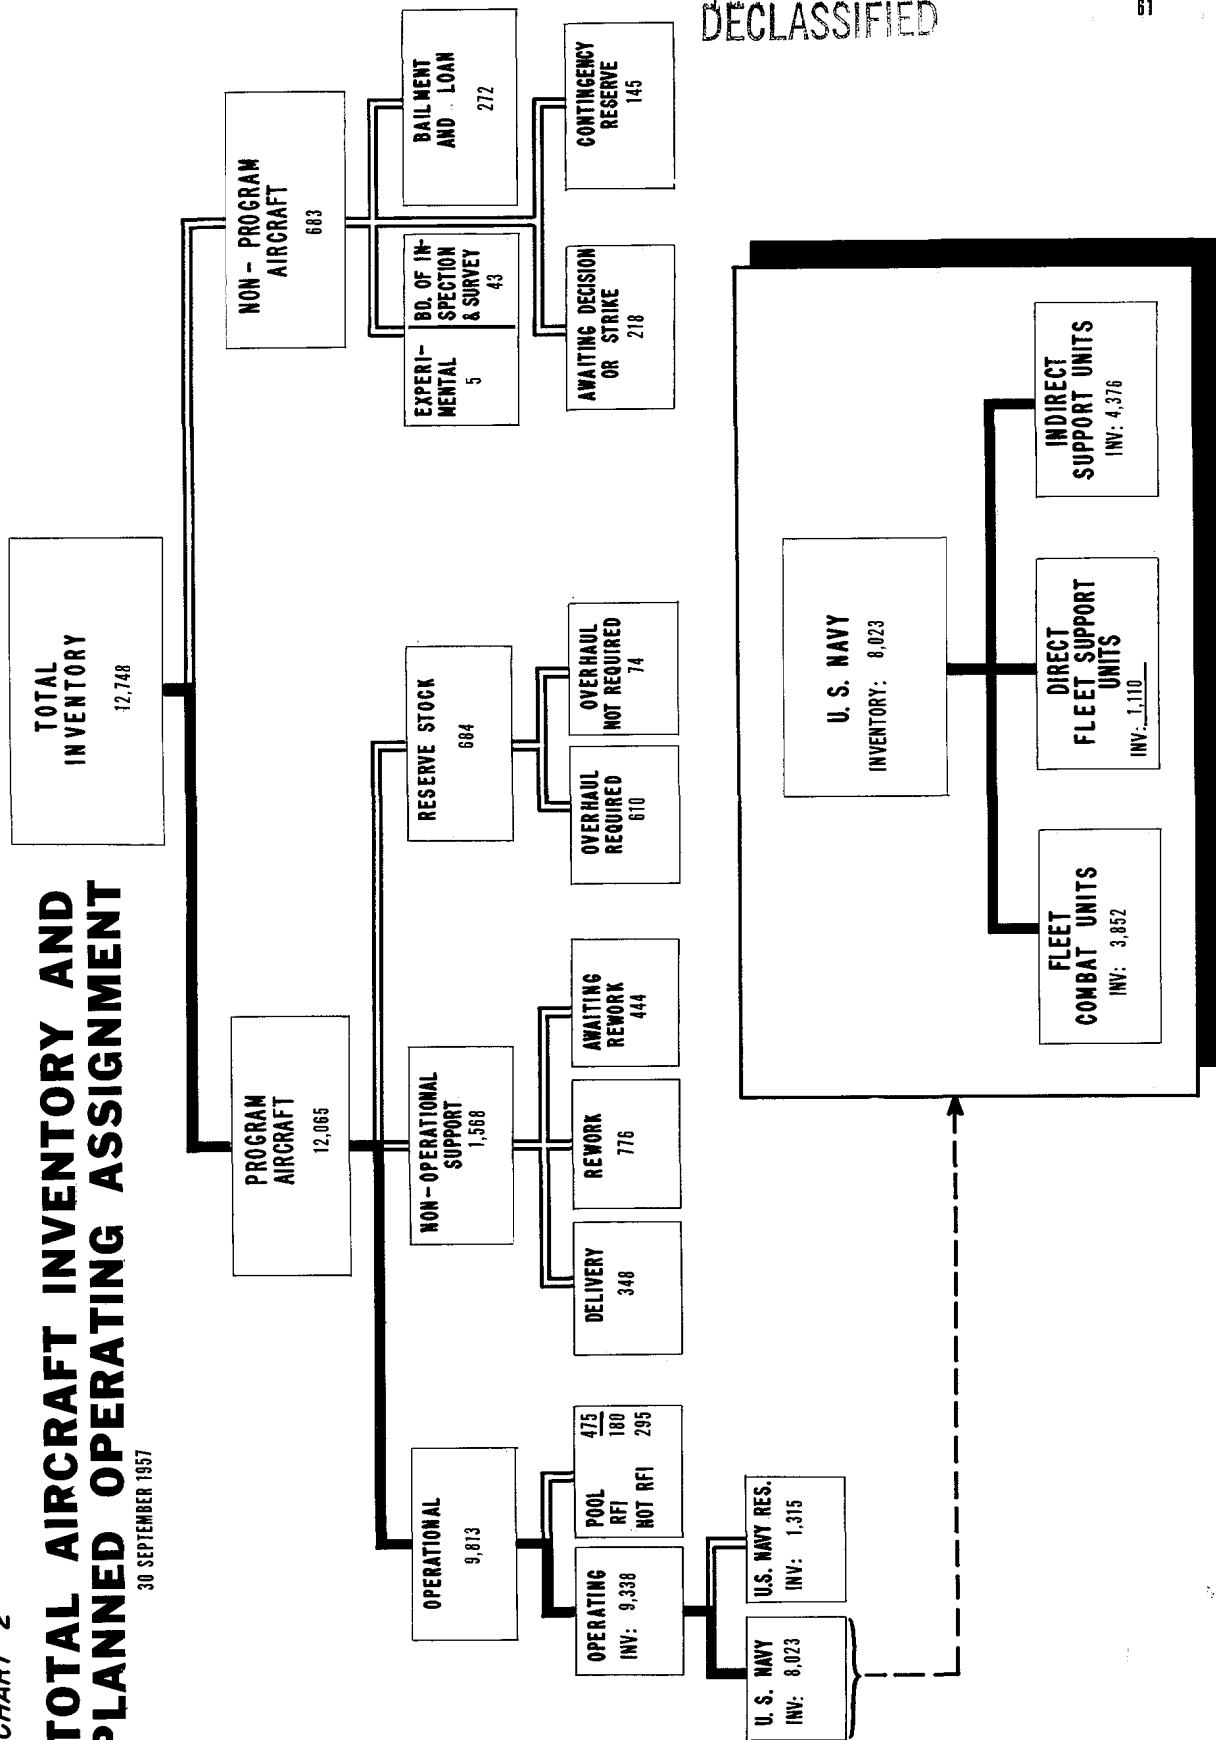 DECLASSIFIED
61
CHART 2
TOTAL AIRCRAFT INVENTORY AND
PLANNED OPERATING ASSIGNMENT
30 SEPTEMBER 1957
TOTAL
INVENTORY
12,748
PROGRAM
AIRCRAFT
12,065
NON-PROGRAM
AIRCRAFT
683
OPERATIONAL
9,813
NON-OPERATIONAL
SUPPORT
1,568
RESERVE STOCK
684
EXPERI-
MENTAL
5
BD. OF IN-
SPECTION
& SURVEY
43
BAILMENT
AND LOAN
272
OPERATING
INV: 9,338
POOL 475
RFI 180
NOT RFI 295
DELIVERY
348
REWORK
776
AWAITING
REWORK
444
OVERHAUL
REQUIRED
610
OVERHAUL
NOT REQUIRED
74
AWAITING DECISION
OR STRIKE
218
CONTINGENCY
RESERVE
145
U. S. NAVY
INV: 8,023
U.S. NAVY RES.
INV: 1,315
U. S. NAVY
INVENTORY: 8,023
FLEET
COMBAT UNITS
INV: 3,852
DIRECT
FLEET SUPPORT
UNITS
INV: 1,110
INDIRECT
SUPPORT UNITS
INV: 4,376